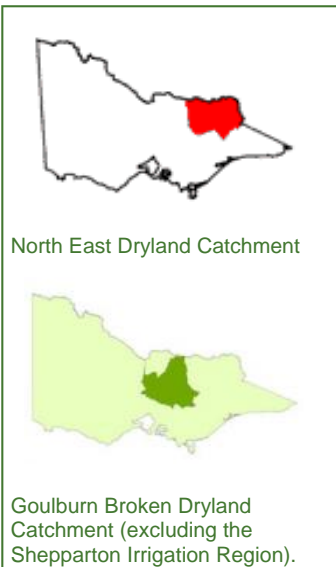 North East Dryland Catchment
Goulburn Broken Dryland
Catchment (excluding the
Shepparton Irrigation Region).